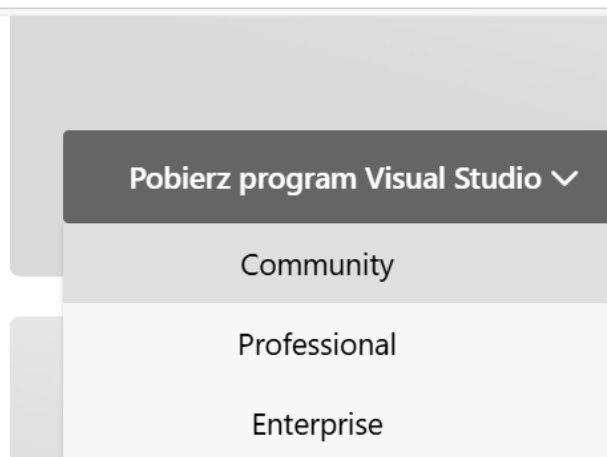 Pobierz program Visual Studio
Community
Professional
Enterprise